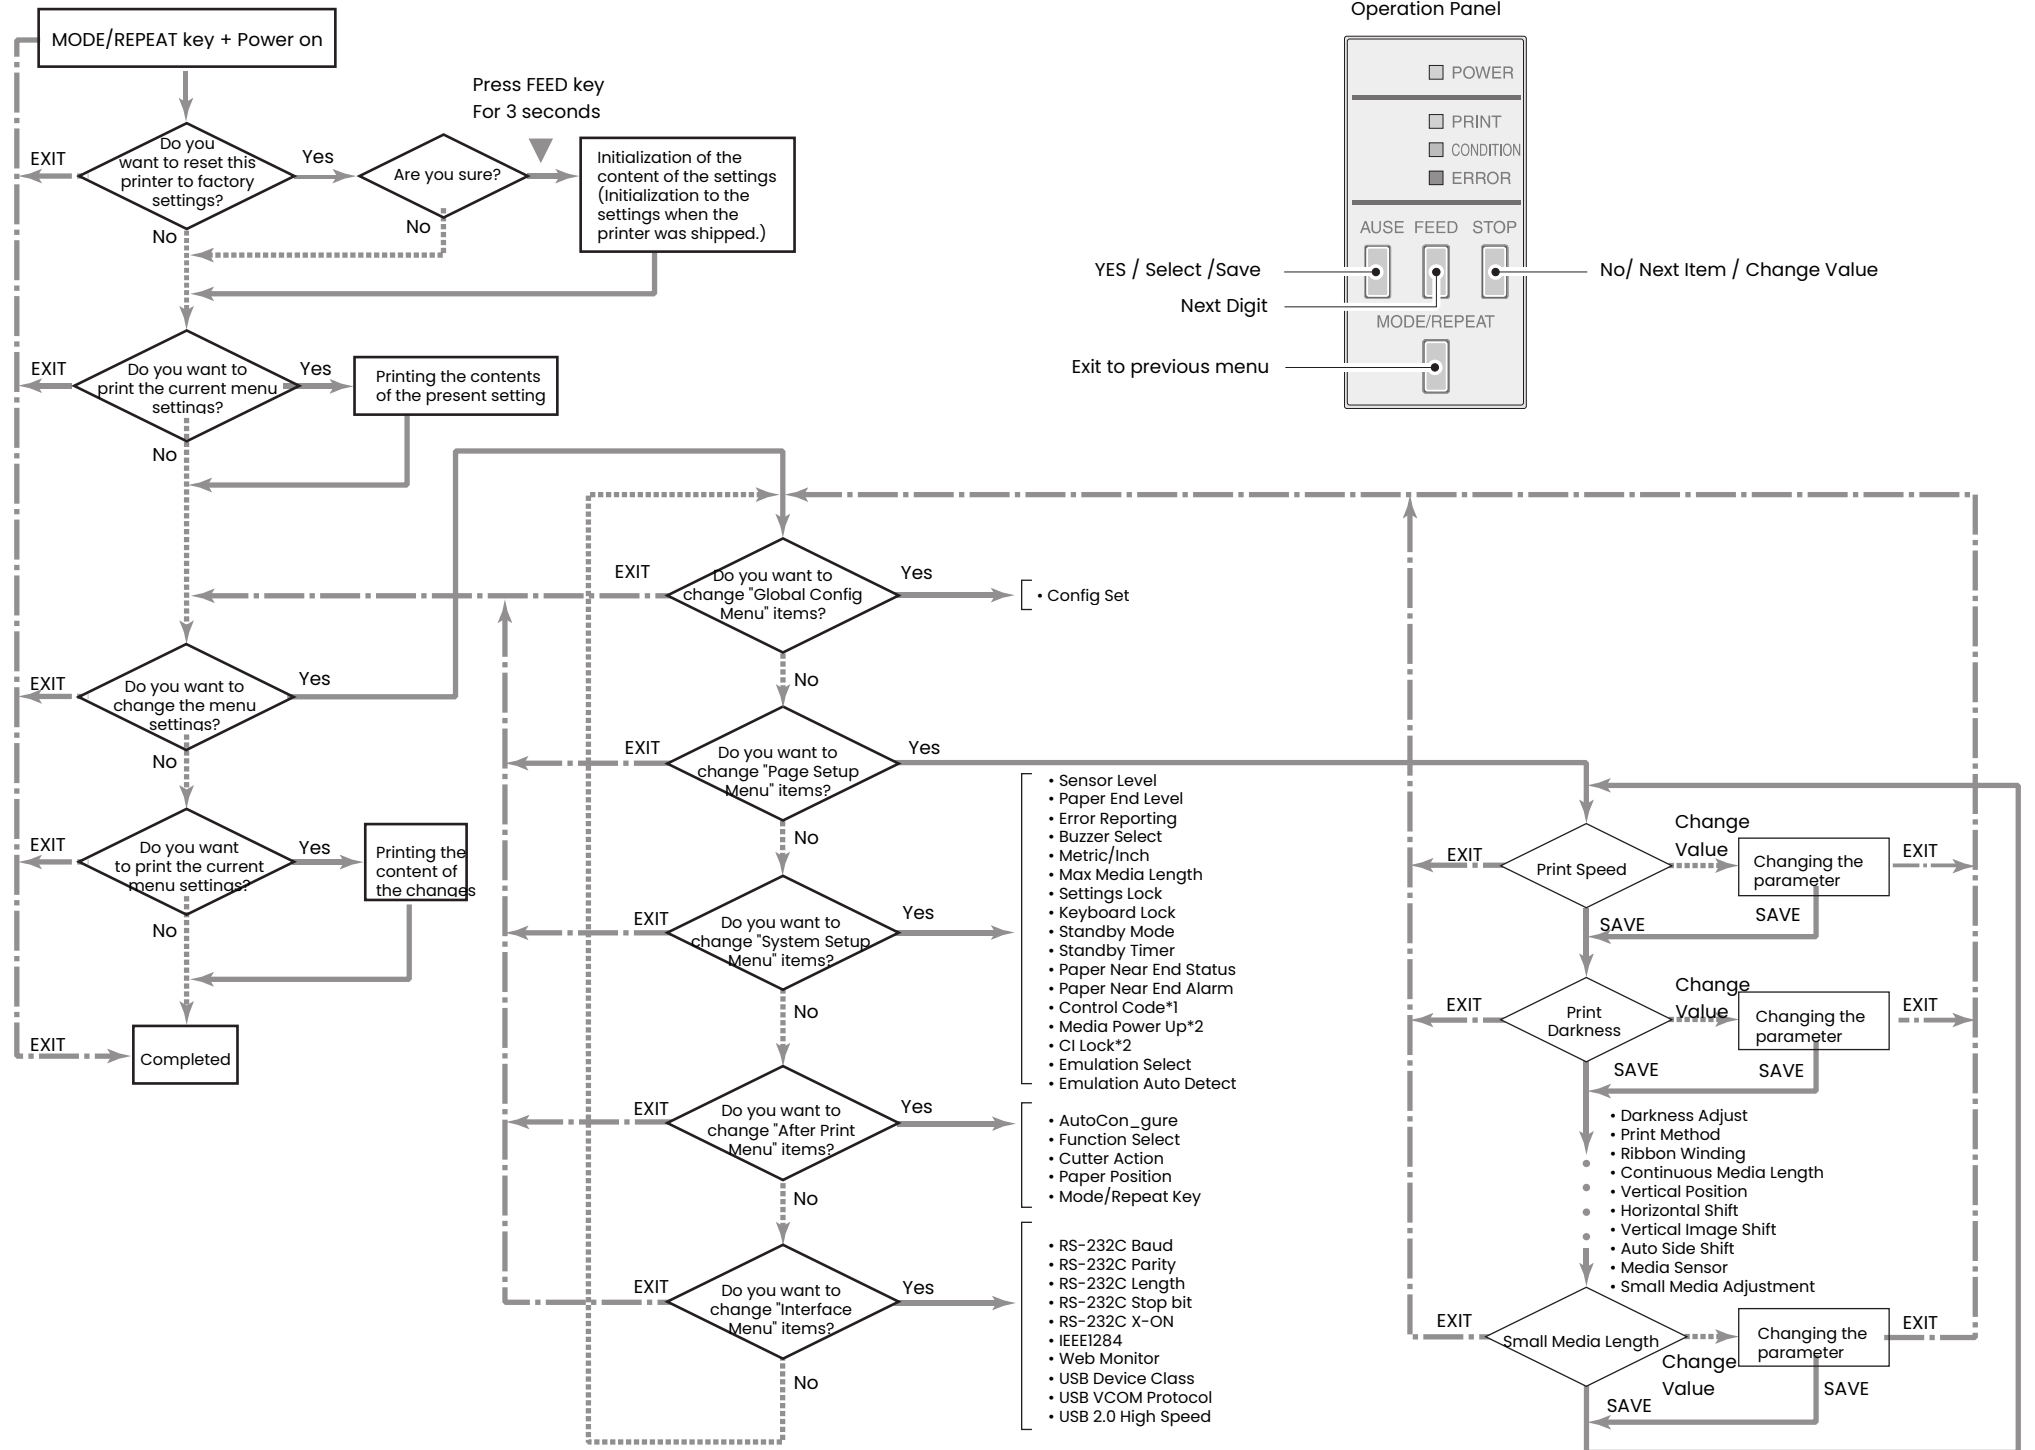 Operation Panel
MODE/REPEAT key + Power on
POWER
PRINT
CONDITION
ERROR
AUSE FEED STOP
YES / Select /Save
No/ Next Item / Change Value
Next Digit
MODE/REPEAT
Exit to previous menu
Press FEED key
For 3 seconds
EXIT
Do you
want to reset this
printer to factory
settings?
Yes
No
Are you sure?
No
Initialization of the
content of the settings
(Initialization to the
settings when the
printer was shipped.)
EXIT
Do you want to
print the current menu
settings?
Yes
No
Printing the contents
of the present setting
EXIT
Do you want to
change the menu
settings?
Yes
No
EXIT
Do you want
to print the current
menu settings?
Yes
No
Printing the
content of
the changes
EXIT
Completed
EXIT
Do you want to
change "Global Config
Menu" items?
Yes
• Config Set
No
EXIT
Do you want to
change "Page Setup
Menu" items?
Yes
No
EXIT
Do you want to
change "System Setup
Menu" items?
Yes
No
• Sensor Level
• Paper End Level
• Error Reporting
• Buzzer Select
• Metric/Inch
• Max Media Length
• Settings Lock
• Keyboard Lock
• Standby Mode
• Standby Timer
• Paper Near End Status
• Paper Near End Alarm
• Control Code*1
• Media Power Up*2
• CI Lock*2
• Emulation Select
• Emulation Auto Detect
EXIT
Do you want to
change "After Print
Menu" items?
Yes
No
• AutoCon_gure
• Function Select
• Cutter Action
• Paper Position
• Mode/Repeat Key
EXIT
Do you want to
change "Interface
Menu" items?
Yes
No
• RS-232C Baud
• RS-232C Parity
• RS-232C Length
• RS-232C Stop bit
• RS-232C X-ON
• IEEE1284
• Web Monitor
• USB Device Class
• USB VCOM Protocol
• USB 2.0 High Speed
EXIT
Print Speed
Change
Value
Changing the
parameter
EXIT
SAVE
SAVE
EXIT
Print
Darkness
Change
Value
Changing the
parameter
EXIT
SAVE
SAVE
• Darkness Adjust
• Print Method
• Ribbon Winding
• Continuous Media Length
• Vertical Position
• Horizontal Shift
• Vertical Image Shift
• Auto Side Shift
• Media Sensor
• Small Media Adjustment
EXIT
Small Media Length
Change
Value
Changing the
parameter
EXIT
SAVE
SAVE